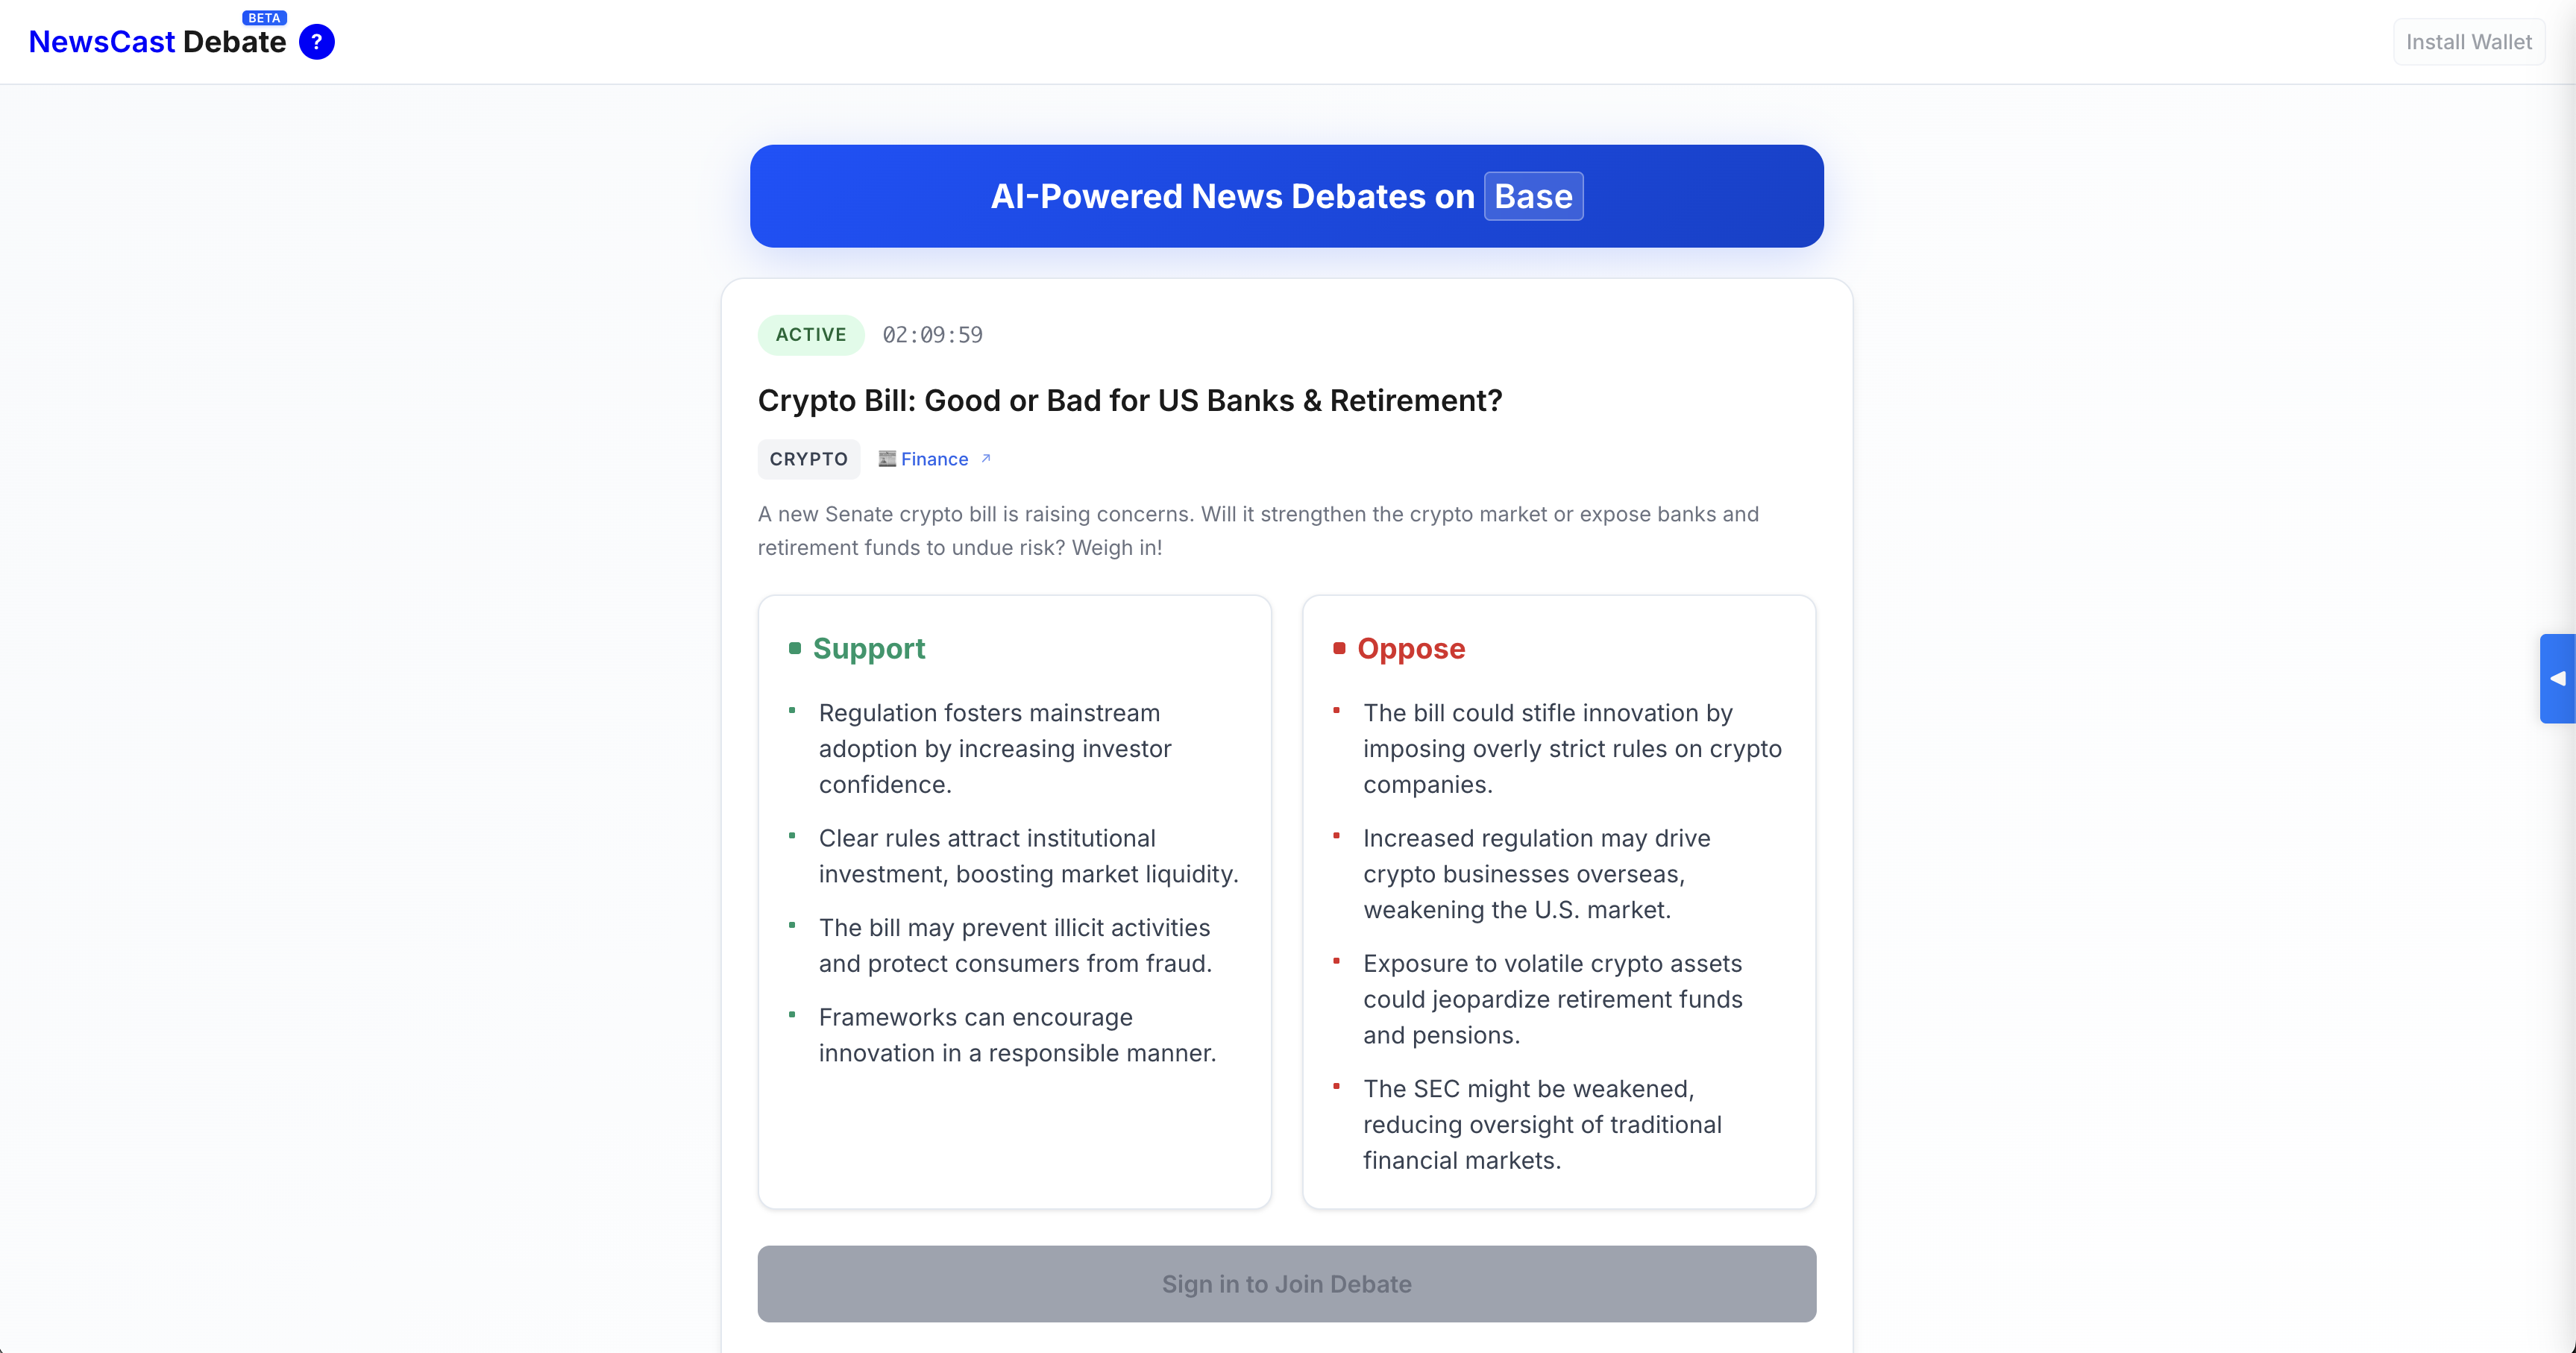 BETA
NewsCast Debate ?
Install Wallet
AI-Powered News Debates on Base
ACTIVE 02:09:59
Crypto Bill: Good or Bad for US Banks & Retirement?
CRYPTO Finance ↗
A new Senate crypto bill is raising concerns. Will it strengthen the crypto market or expose banks and
retirement funds to undue risk? Weigh in!
Support
Regulation fosters mainstream
adoption by increasing investor
confidence.
Clear rules attract institutional
investment, boosting market liquidity.
The bill may prevent illicit activities
and protect consumers from fraud.
Frameworks can encourage
innovation in a responsible manner.
Oppose
The bill could stifle innovation by
imposing overly strict rules on crypto
companies.
Increased regulation may drive
crypto businesses overseas,
weakening the U.S. market.
Exposure to volatile crypto assets
could jeopardize retirement funds
and pensions.
The SEC might be weakened,
reducing oversight of traditional
financial markets.
Sign in to Join Debate